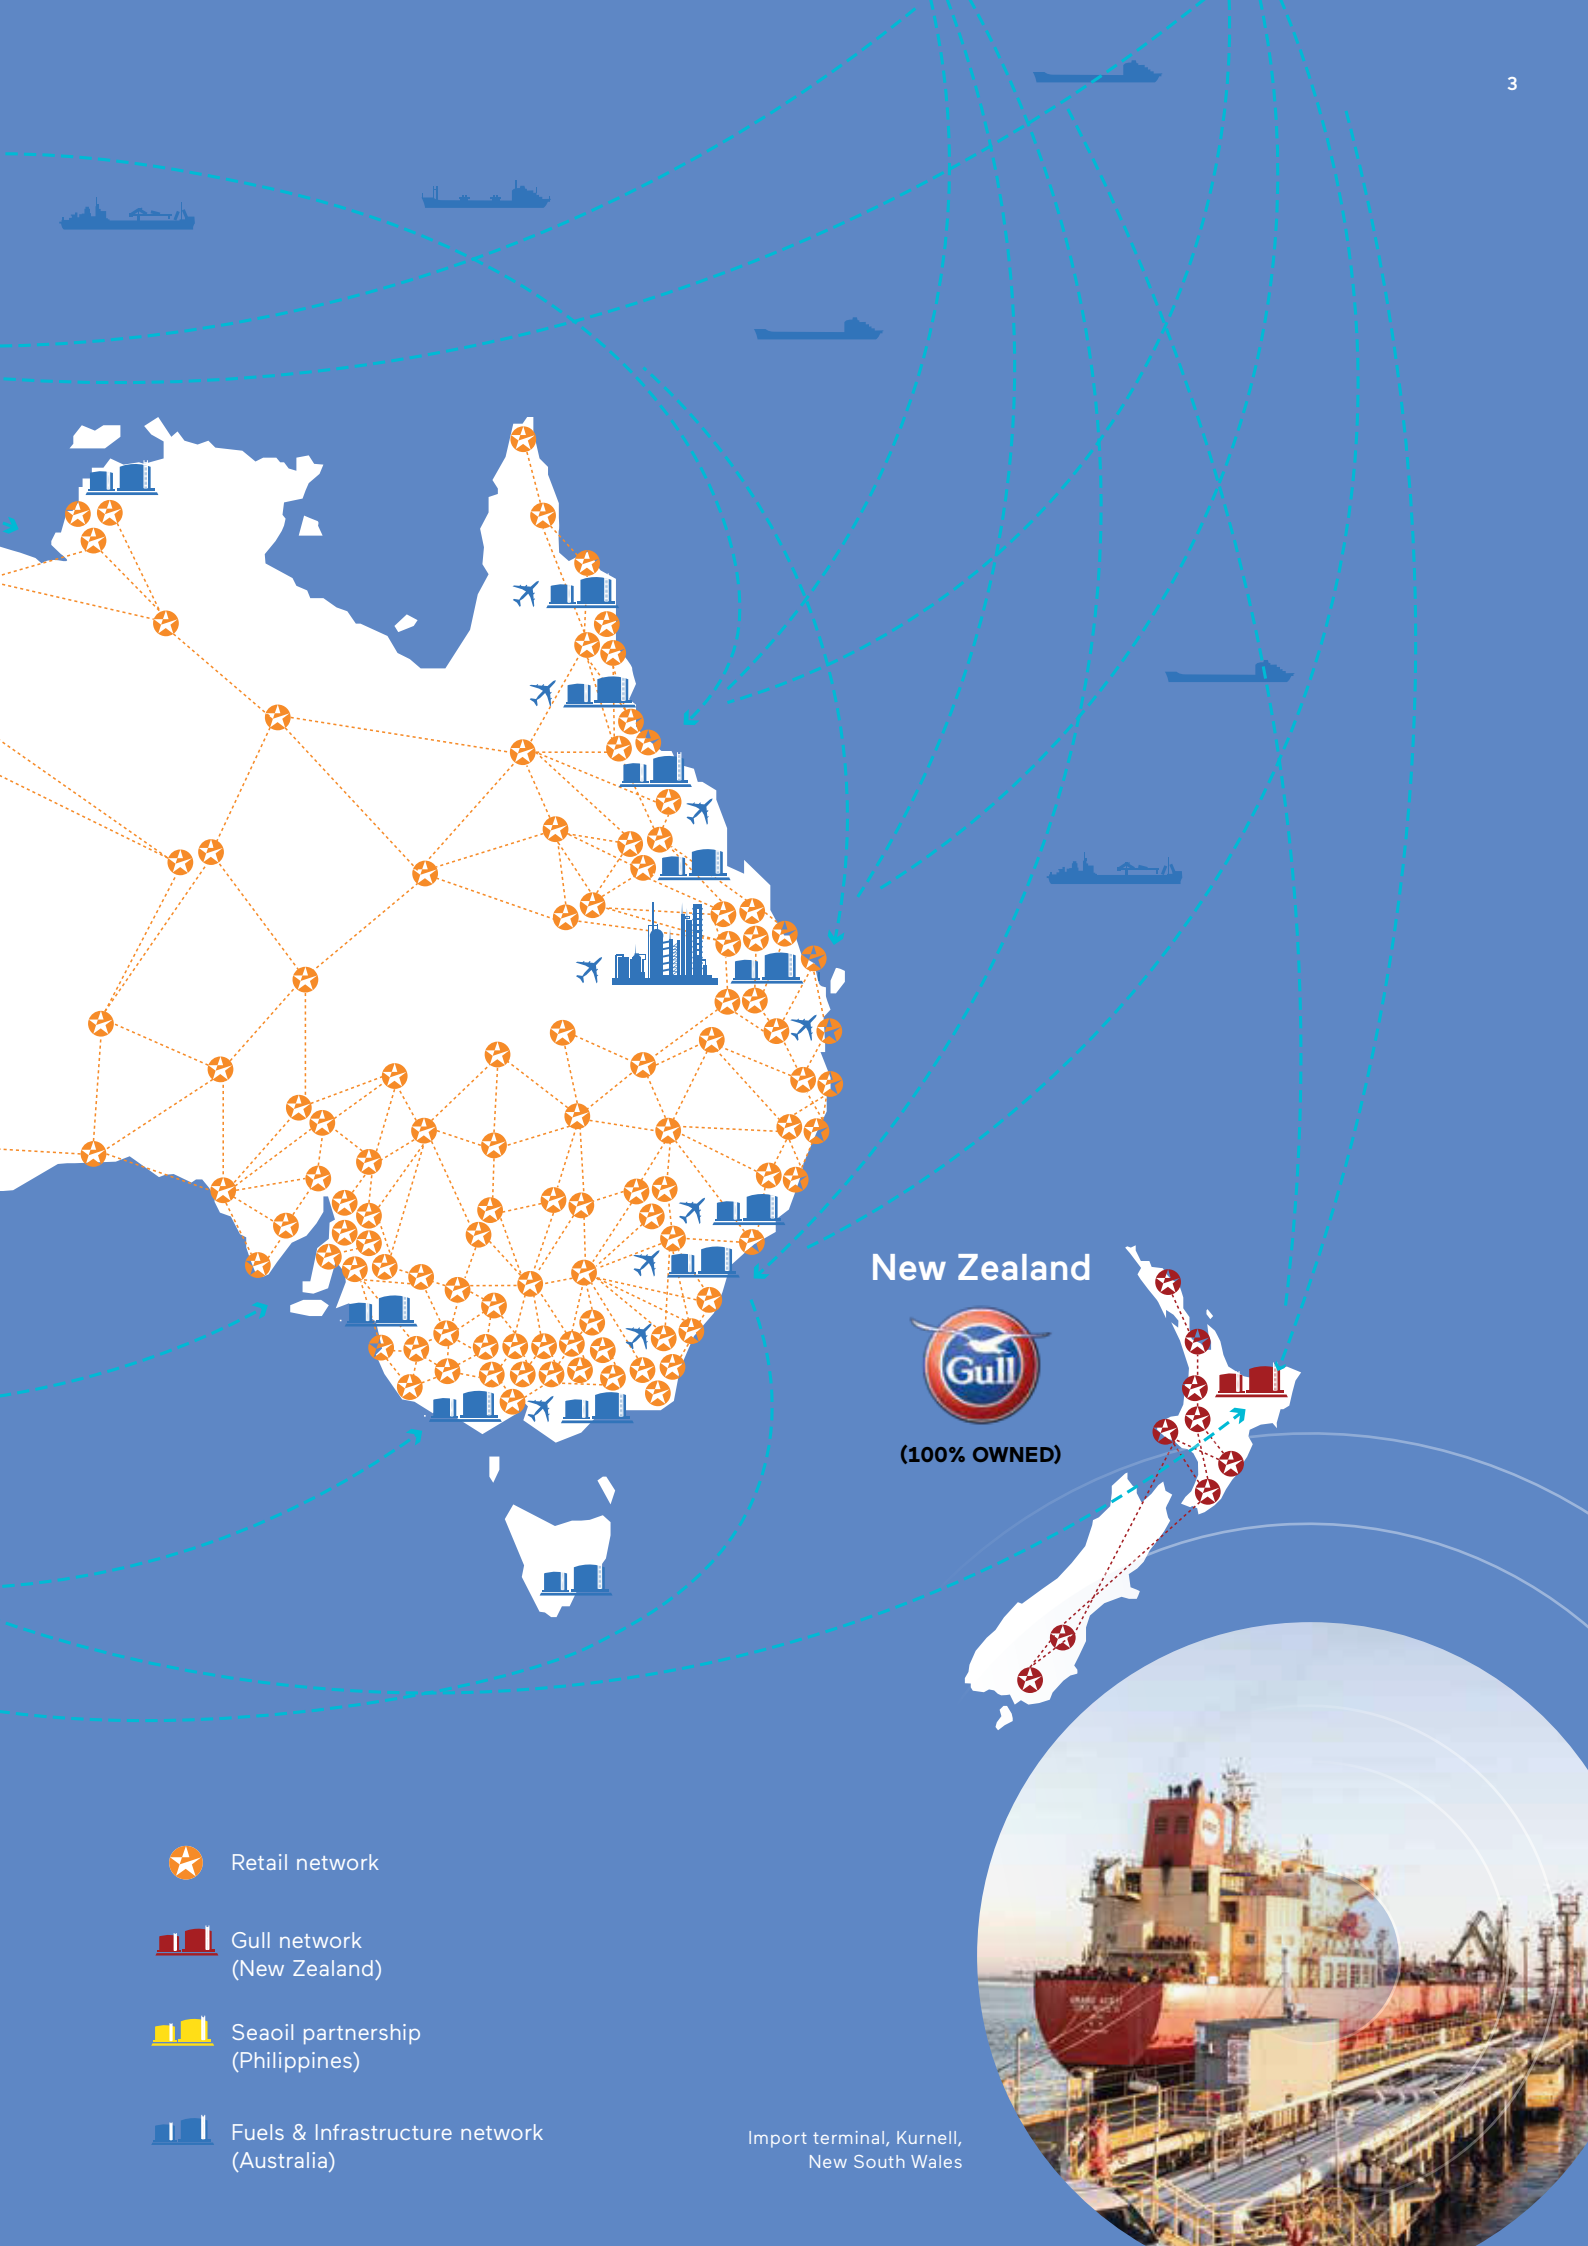 3
New Zealand
Gull
(100% OWNED)
Retail network
Gull network
(New Zealand)
Seaoil partnership
(Philippines)
Fuels & Infrastructure network
(Australia)
Import terminal, Kurnell,
New South Wales